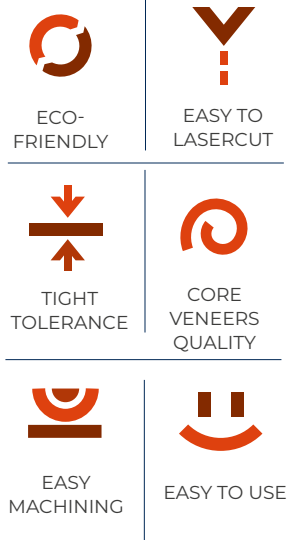 ECO-
FRIENDLY
EASY TO
LASERCUT
TIGHT
TOLERANCE
CORE
VENEERS
QUALITY
EASY
MACHINING
EASY TO USE